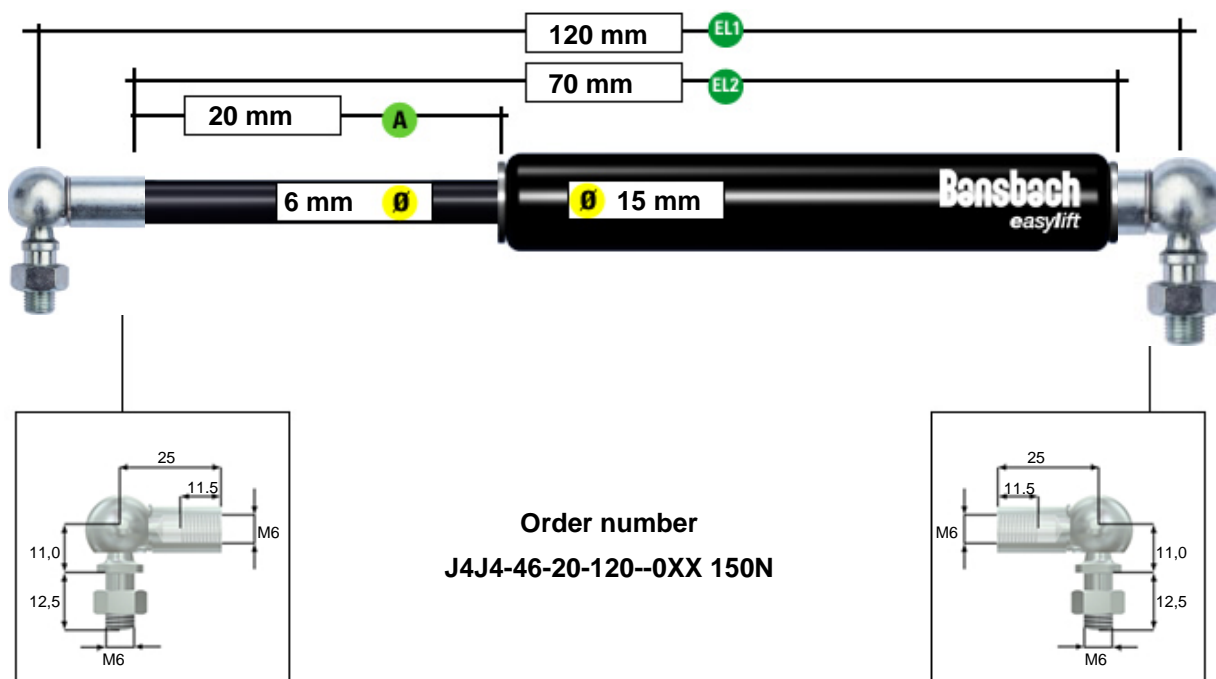 120 mm EL1
70 mm EL2
20 mm A
6 mm Ø
Ø 15 mm
Bansbach
easylift
25
11.5
M6
11,0
12,5
M6
Order number
J4J4-46-20-120--0XX 150N
25
11.5
M6
11,0
12,5
M6